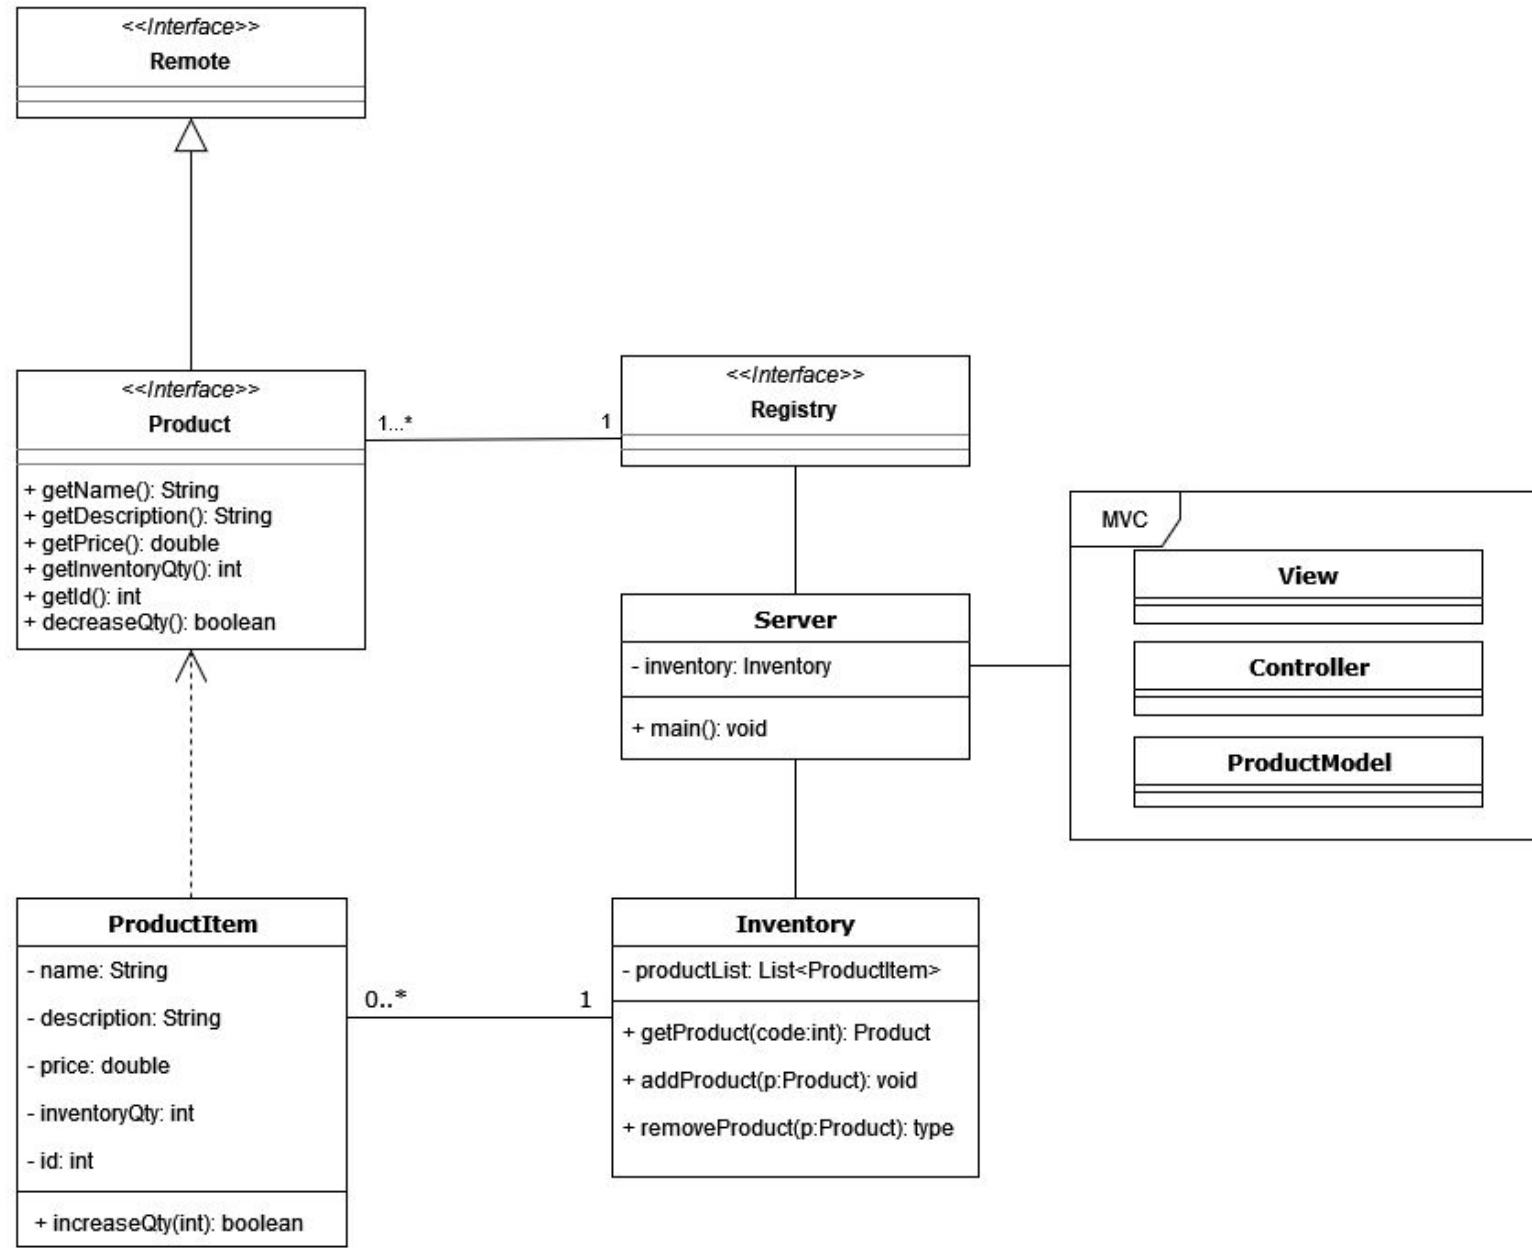 <<Interface>>
Remote
<<Interface>>
Product
+ getName(): String
+ getDescription(): String
+ getPrice(): double
+ getInventoryQty(): int
+ getId(): int
+ decreaseQty(): boolean
1...*
1
<<Interface>>
Registry
Server
- inventory: Inventory
+ main(): void
MVC
View
Controller
ProductModel
ProductItem
- name: String
- description: String
- price: double
- inventoryQty: int
- id: int
+ increaseQty(int): boolean
0..*
1
Inventory
- productList: List<ProductItem>
+ getProduct(code:int): Product
+ addProduct(p:Product): void
+ removeProduct(p:Product): type